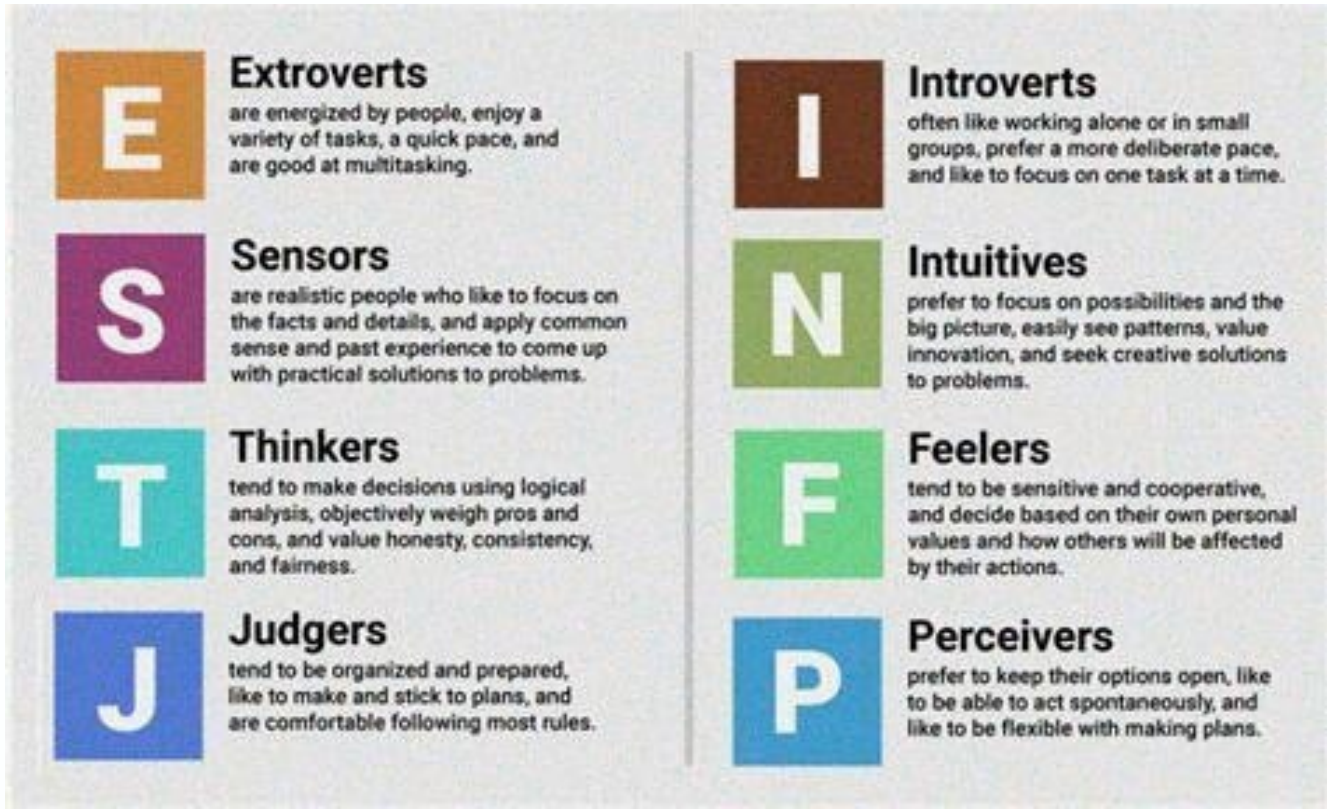 E
Extroverts
are energized by people, enjoy a
variety of tasks, a quick pace, and
are good at multitasking.
S
Sensors
are realistic people who like to focus on
the facts and details, and apply common
sense and past experience to come up
with practical solutions to problems.
T
Thinkers
tend to make decisions using logical
analysis, objectively weigh pros and
cons, and value honesty, consistency,
and fairness.
J
Judgers
tend to be organized and prepared,
like to make and stick to plans, and
are comfortable following most rules.
I
Introverts
often like working alone or in small
groups, prefer a more deliberate pace,
and like to focus on one task at a time.
N
Intuitives
prefer to focus on possibilities and the
big picture, easily see patterns, value
innovation, and seek creative solutions
to problems.
F
Feelers
tend to be sensitive and cooperative,
and decide based on their own personal
values and how others will be affected
by their actions.
P
Perceivers
prefer to keep their options open, like
to be able to act spontaneously, and
like to be flexible with making plans.